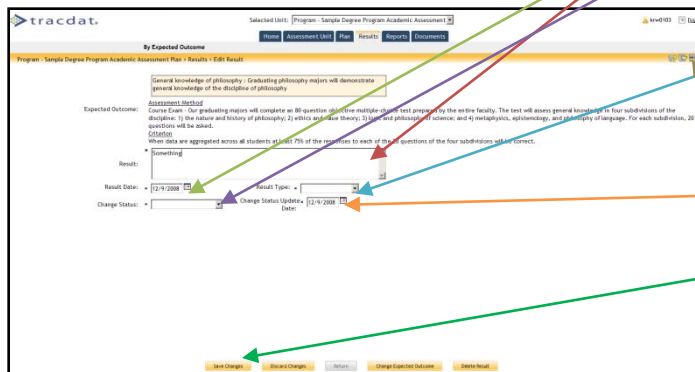 tracdat.
Selected Unit: Program - Sample Degree Program Academic Assessment
krw0103
Home Assessment Unit Plan Results Reports Documents
By Expected Outcome
Program - Sample Degree Program Academic Assessment Plan > Results > Edit Result
General knowledge of philosophy : Graduating philosophy majors will demonstrate
general knowledge of the discipline of philosophy
Expected Outcome:
Assessment Method
Course Exam - Our graduating majors will complete an 80-question objective multiple-choice test prepared by the entire faculty. The test will assess general knowledge in four subdivisions of the
discipline: 1) the nature and history of philosophy; 2) ethics and value theory; 3) logic and philosophy of science; and 4) metaphysics, epistemology, and philosophy of language. For each subdivision, 20
questions will be asked.
Criterion
When data are aggregated across all students at least 75% of the responses to each of the 20 questions of the four subdivisions will be correct.
Result: * Something
Result Date: * 12/9/2008 Result Type: *
Change Status: * Change Status Update * 12/9/2008
Date:
Save Changes Discard Changes Return Change Expected Outcome Delete Result